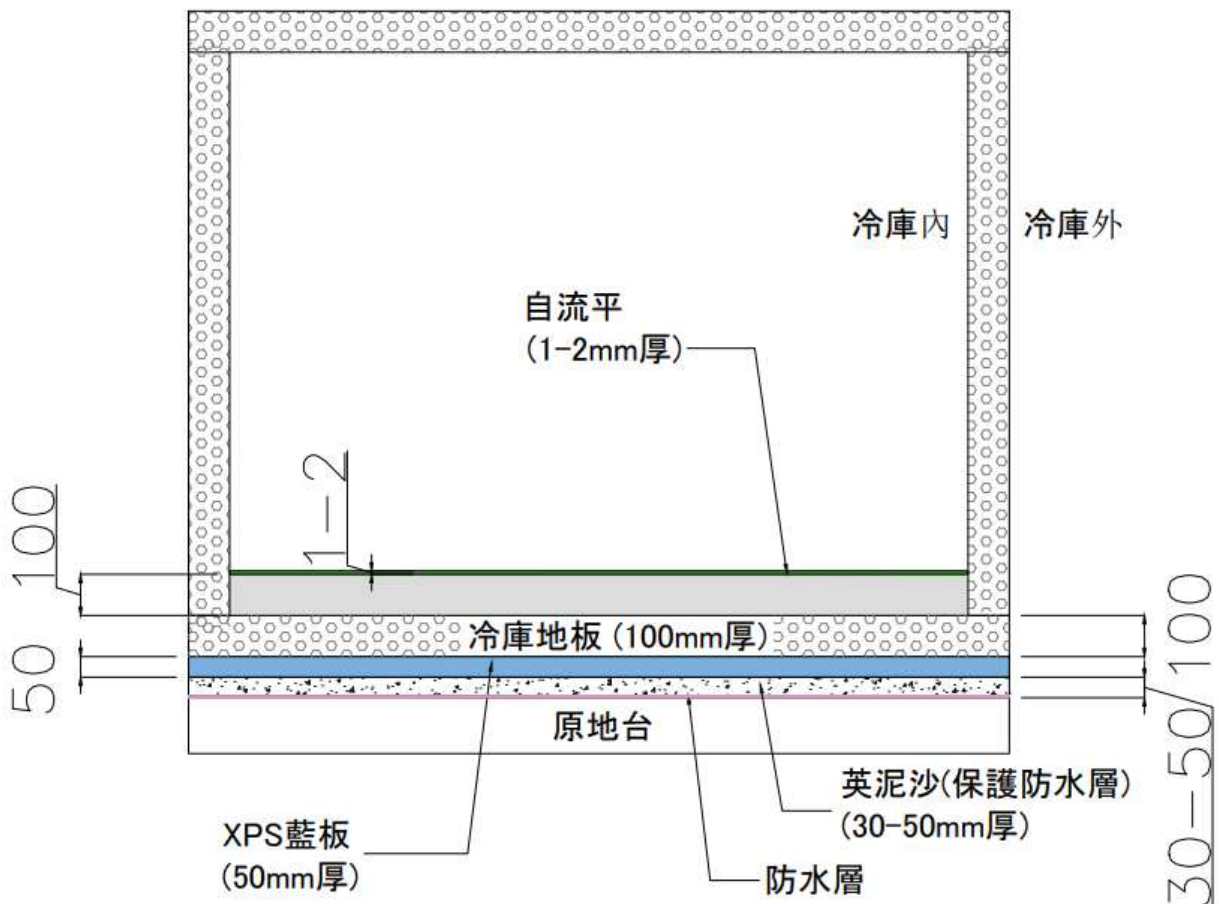 冷庫內
冷庫外
自流平
(1-2mm厚)
1-2
100
冷庫地板 (100mm厚)
100
50
原地台
30-50
英泥沙(保護防水層)
(30-50mm厚)
XPS藍板
(50mm厚)
防水層